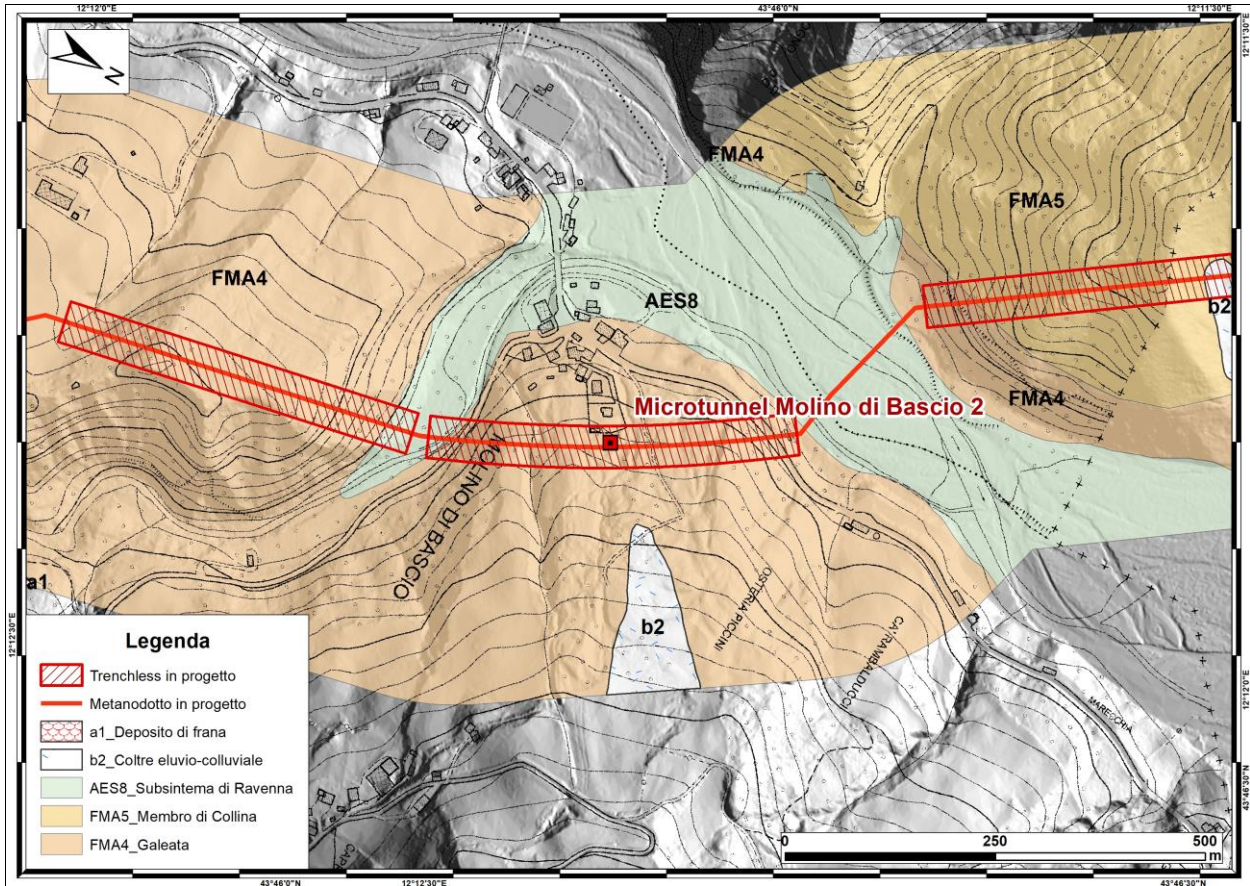 12°12'0"E
43°46'0"N
12°11'30"E
12°11'30"E
N
FMA4
FMA5
FMA4
AES8
b2
FMA4
Microtunnel Molino di Bascio 2
MOLINO DI BASCIO
a1
b2
OSTERIA PICCINI
CA' RAMBALDUCCI
MARECCHIA
12°12'30"E
12°12'0"E
43°46'30"N
Legenda
Trenchless in progetto
Metanodotto in progetto
a1_Deposito di frana
b2_Coltre eluvio-colluviale
AES8_Subsintema di Ravenna
FMA5_Membro di Collina
FMA4_Galeata
0 250 500
m
43°46'0"N
12°12'30"E
43°46'30"N